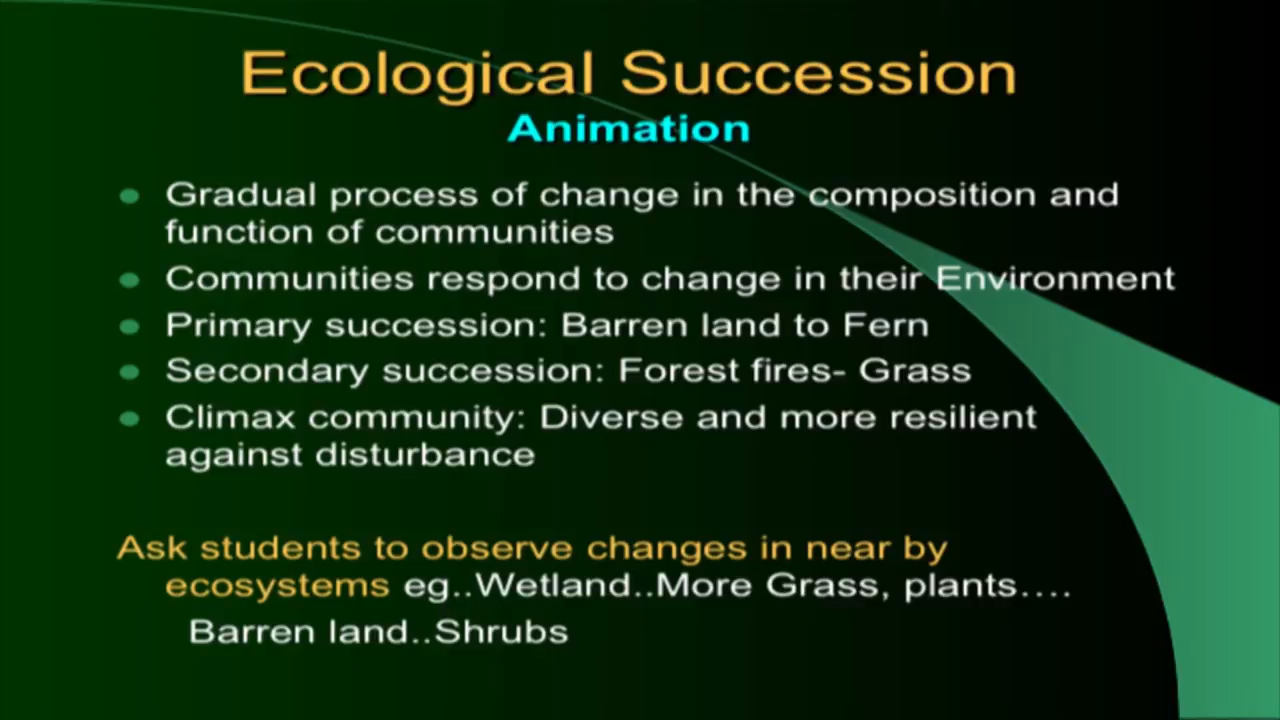 Ecological Succession
Animation
Gradual process of change in the composition and
function of communities
Communities respond to change in their Environment
Primary succession: Barren land to Fern
Secondary succession: Forest fires- Grass
Climax community: Diverse and more resilient
against disturbance
Ask students to observe changes in near by
ecosystems eg..Wetland..More Grass, plants….
Barren land..Shrubs